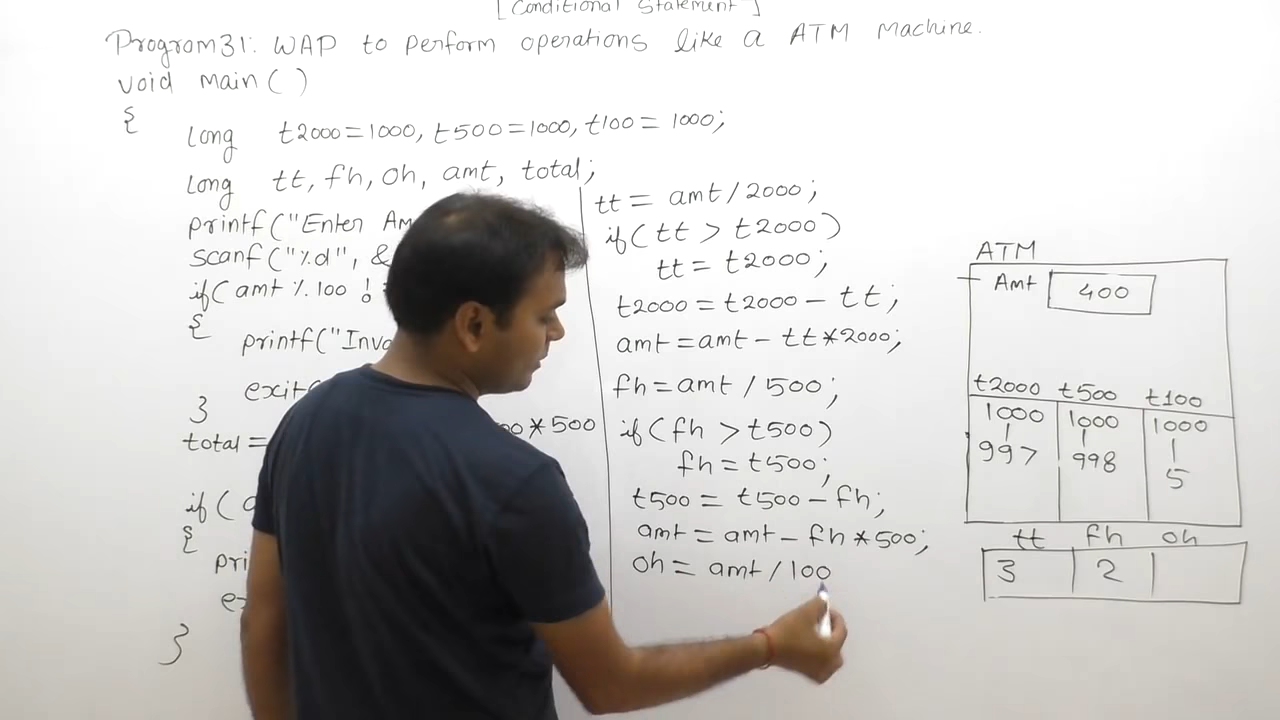 [Conditional Statement]
Program31: WAP to perform operations like a ATM Machine.
void main( )
{
long t2000=1000, t500=1000, t100= 1000;
long tt, fh, oh, amt, total;
printf("Enter
scanf("%d", &
if( amt %100 !
{
printf("
exit(
}
total =
00*500
if(
{
}
tt = amt/2000;
if( tt > t2000)
tt = t2000;
t2000 = t2000 - tt;
amt = amt - tt*2000;
fh = amt / 500;
if( fh > t500)
fh = t500;
t500 = t500 - fh;
amt = amt - fh*500;
oh = amt /100
ATM
Amt 400
t2000 t500 t100
1000 1000 1000
997 998 5
tt fh oh
3 2